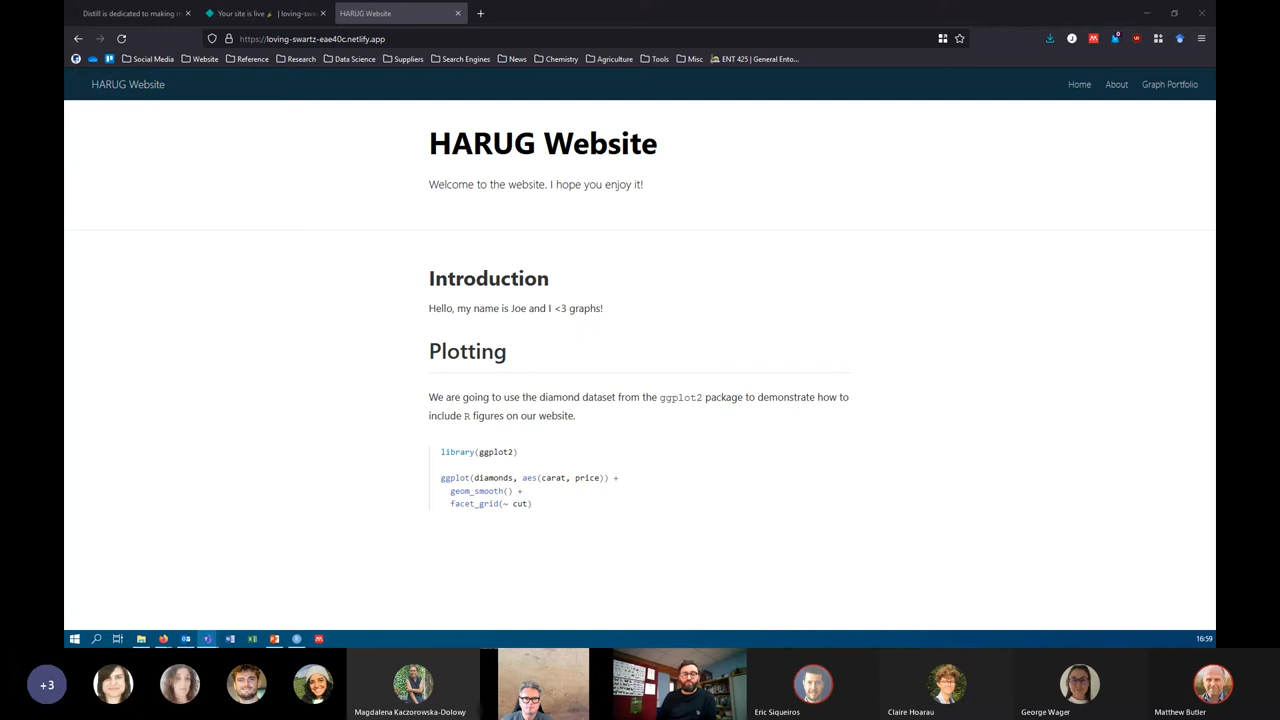 Distill is dedicated to making m
Your site is live 🎉 | loving-swa
HARUG Website
https://loving-swartz-eae40c.netlify.app
Social Media
Website
Reference
Research
Data Science
Suppliers
Search Engines
News
Chemistry
Agriculture
Tools
Misc
ENT 425 | General Ento...
HARUG Website
Home
About
Graph Portfolio
HARUG Website
Welcome to the website. I hope you enjoy it!
Introduction
Hello, my name is Joe and I <3 graphs!
Plotting
We are going to use the diamond dataset from the ggplot2 package to demonstrate how to
include R figures on our website.
library(ggplot2)
ggplot(diamonds, aes(carat, price)) +
geom_smooth() +
facet_grid(~ cut)
16:59
+3
Magdalena Kaczorowska-Dolowy
Eric Siqueiros
Claire Hoarau
George Wager
Matthew Butler